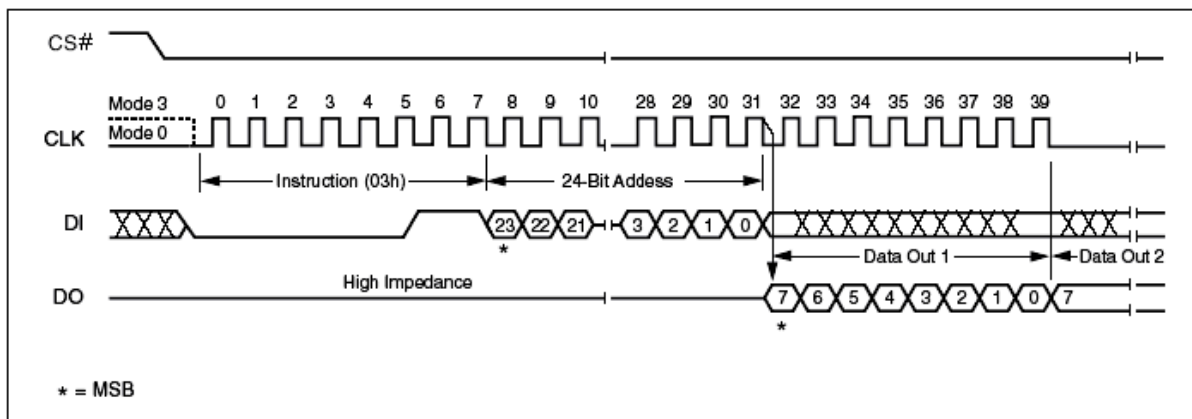 CS#
Mode 3
0 1 2 3 4 5 6 7 8 9 10 28 29 30 31 32 33 34 35 36 37 38 39
Mode 0
CLK
Instruction (03h)
24-Bit Addess
DI
23 22 21 3 2 1 0
*
Data Out 1
Data Out 2
High Impedance
DO
7 6 5 4 3 2 1 0 7
*
* = MSB